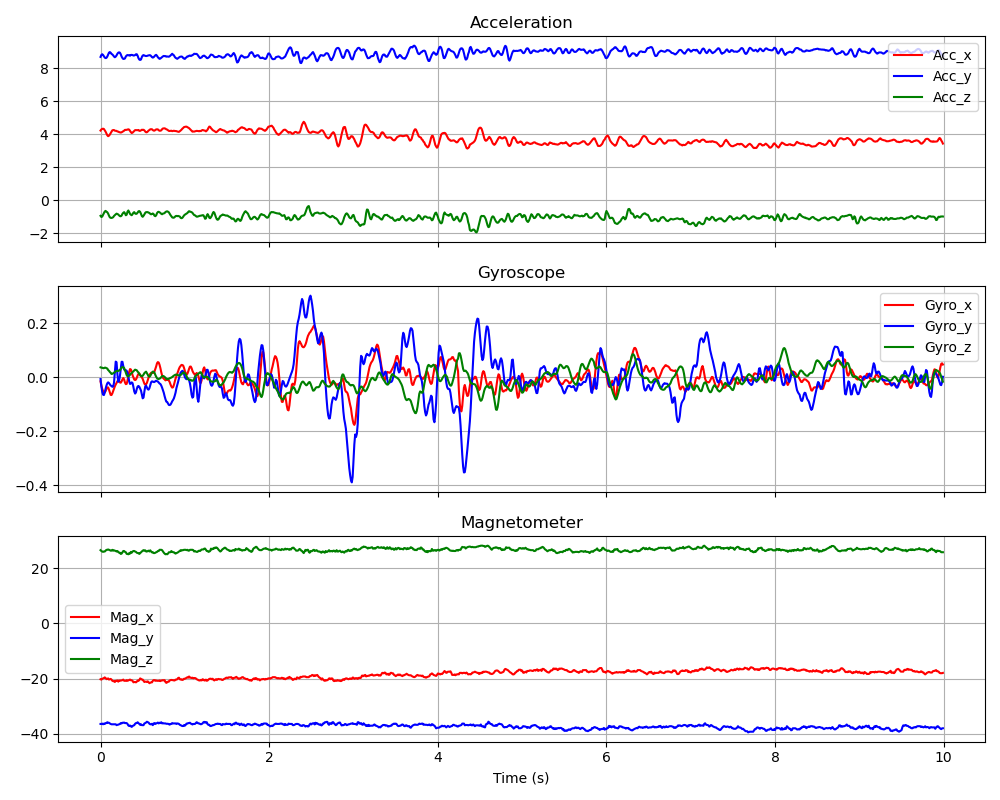 Acceleration
8
6
4
2
0
−2
Acc_x
Acc_y
Acc_z
Gyroscope
0.2
0.0
−0.2
−0.4
Gyro_x
Gyro_y
Gyro_z
Magnetometer
20
0
−20
−40
Mag_x
Mag_y
Mag_z
0 2 4 6 8 10
Time (s)